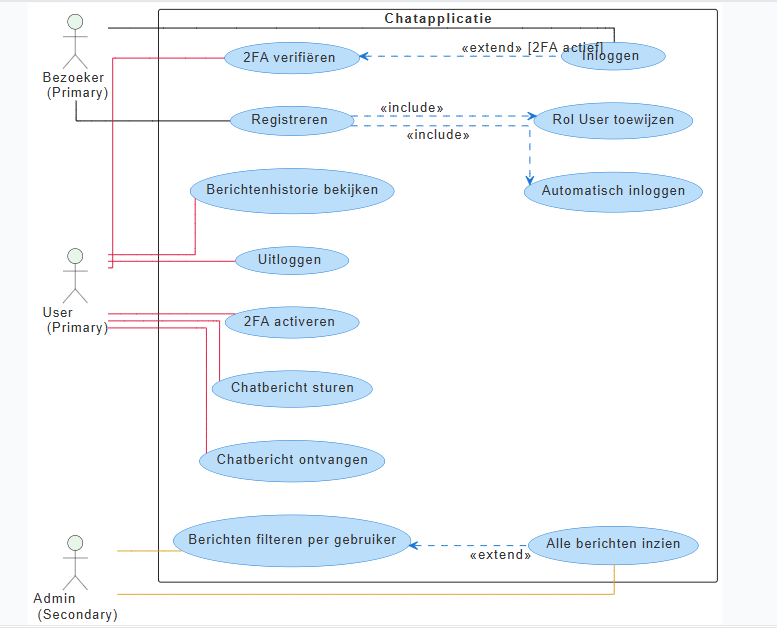 Chatapplicatie
«extend» [2FA actief]
2FA verifiëren
Inloggen
Bezoeker
(Primary)
«include»
Registreren
Rol User toewijzen
«include»
Berichtenhistorie bekijken
Automatisch inloggen
Uitloggen
User
(Primary)
2FA activeren
Chatbericht sturen
Chatbericht ontvangen
Berichten filteren per gebruiker
Alle berichten inzien
«extend»
Admin
(Secondary)